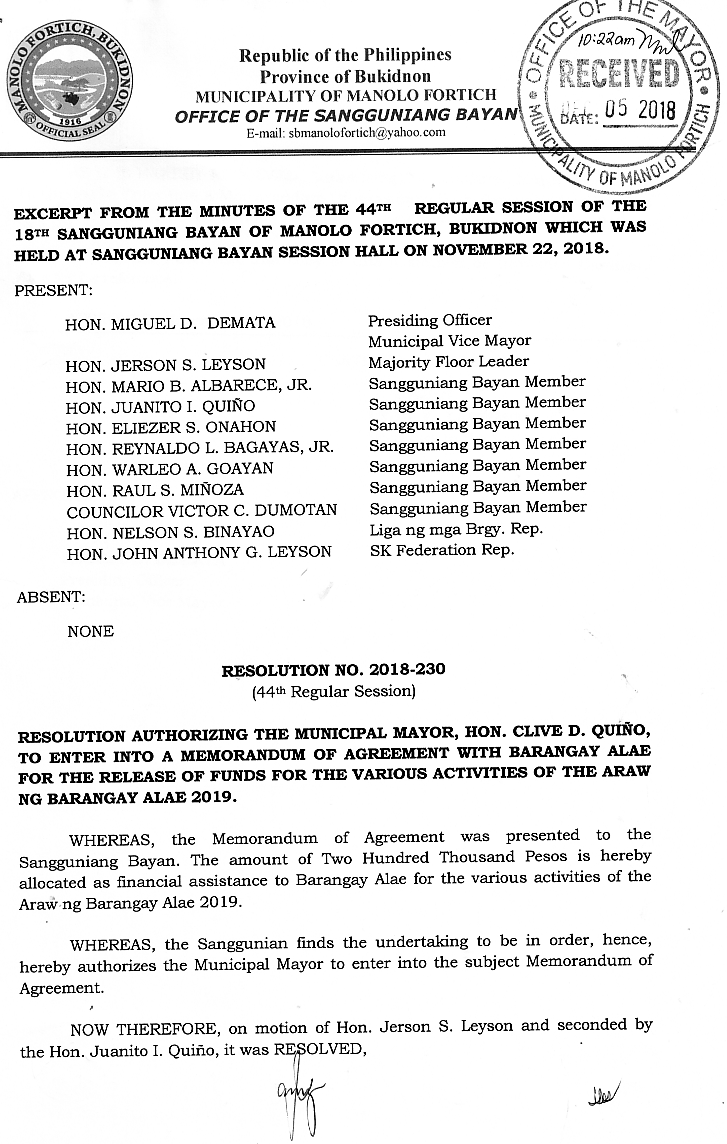 MANOLO FORTICH, BUKIDNON
1916
OFFICIAL SEAL
Republic of the Philippines
Province of Bukidnon
MUNICIPALITY OF MANOLO FORTICH
OFFICE OF THE SANGGUNIANG BAYAN
E-mail: sbmanolofortich@yahoo.com
OFFICE OF THE MAYOR
10:22am
RECEIVED
DATE: 05 2018
MUNICIPALITY OF MANOLO FORTICH
EXCERPT FROM THE MINUTES OF THE 44TH REGULAR SESSION OF THE
18TH SANGGUNIANG BAYAN OF MANOLO FORTICH, BUKIDNON WHICH WAS
HELD AT SANGGUNIANG BAYAN SESSION HALL ON NOVEMBER 22, 2018.
PRESENT:
HON. MIGUEL D. DEMATA Presiding Officer
Municipal Vice Mayor
HON. JERSON S. LEYSON Majority Floor Leader
HON. MARIO B. ALBARECE, JR. Sangguniang Bayan Member
HON. JUANITO I. QUIÑO Sangguniang Bayan Member
HON. ELIEZER S. ONAHON Sangguniang Bayan Member
HON. REYNALDO L. BAGAYAS, JR. Sangguniang Bayan Member
HON. WARLEO A. GOAYAN Sangguniang Bayan Member
HON. RAUL S. MIÑOZA Sangguniang Bayan Member
COUNCILOR VICTOR C. DUMOTAN Sangguniang Bayan Member
HON. NELSON S. BINAYAO Liga ng mga Brgy. Rep.
HON. JOHN ANTHONY G. LEYSON SK Federation Rep.
ABSENT:
NONE
RESOLUTION NO. 2018-230
(44th Regular Session)
RESOLUTION AUTHORIZING THE MUNICIPAL MAYOR, HON. CLIVE D. QUIÑO,
TO ENTER INTO A MEMORANDUM OF AGREEMENT WITH BARANGAY ALAE
FOR THE RELEASE OF FUNDS FOR THE VARIOUS ACTIVITIES OF THE ARAW
NG BARANGAY ALAE 2019.
WHEREAS, the Memorandum of Agreement was presented to the
Sangguniang Bayan. The amount of Two Hundred Thousand Pesos is hereby
allocated as financial assistance to Barangay Alae for the various activities of the
Araw ng Barangay Alae 2019.
WHEREAS, the Sanggunian finds the undertaking to be in order, hence,
hereby authorizes the Municipal Mayor to enter into the subject Memorandum of
Agreement.
NOW THEREFORE, on motion of Hon. Jerson S. Leyson and seconded by
the Hon. Juanito I. Quiño, it was RESOLVED,